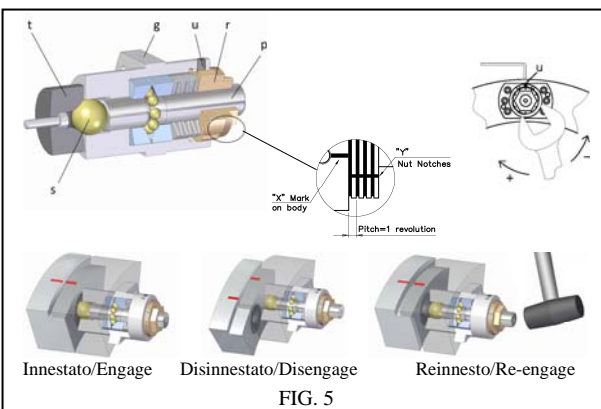 t g u r p
u
s
"X" Mark
on body
"Y"
Nut Notches
Pitch=1 revolution
+ −
Innestato/Engage Disinnestato/Disengage Reinnesto/Re-engage
FIG. 5